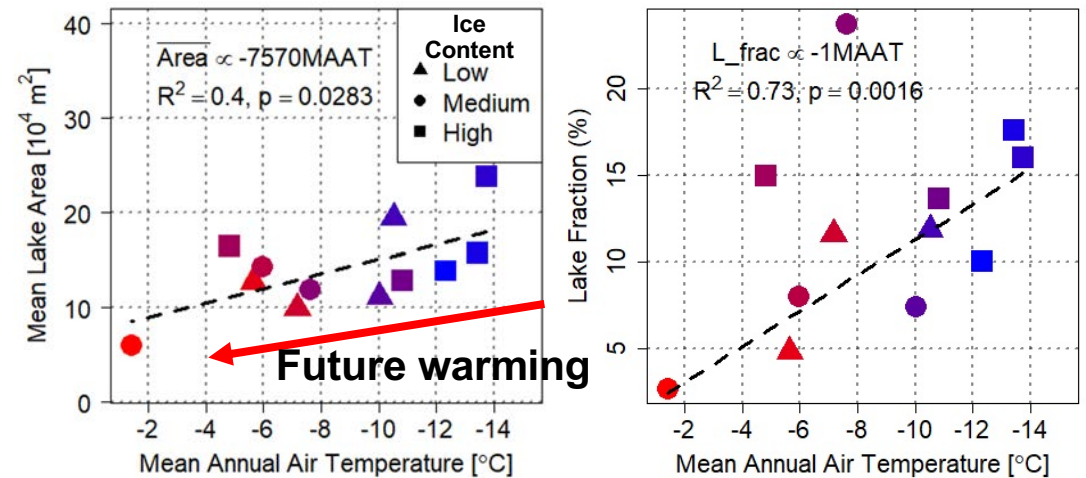 Mean Lake Area [10⁴ m²]
40
30
20
10
0
Area ∝ -7570MAAT
R² = 0.4, p = 0.0283
Ice
Content
Low
Medium
High
Future warming
-2 -4 -6 -8 -10 -12 -14
Mean Annual Air Temperature [°C]
Lake Fraction (%)
20
15
10
5
L_frac ∝ -1MAAT
R² = 0.73, p = 0.0016
-2 -4 -6 -8 -10 -12 -14
Mean Annual Air Temperature [°C]